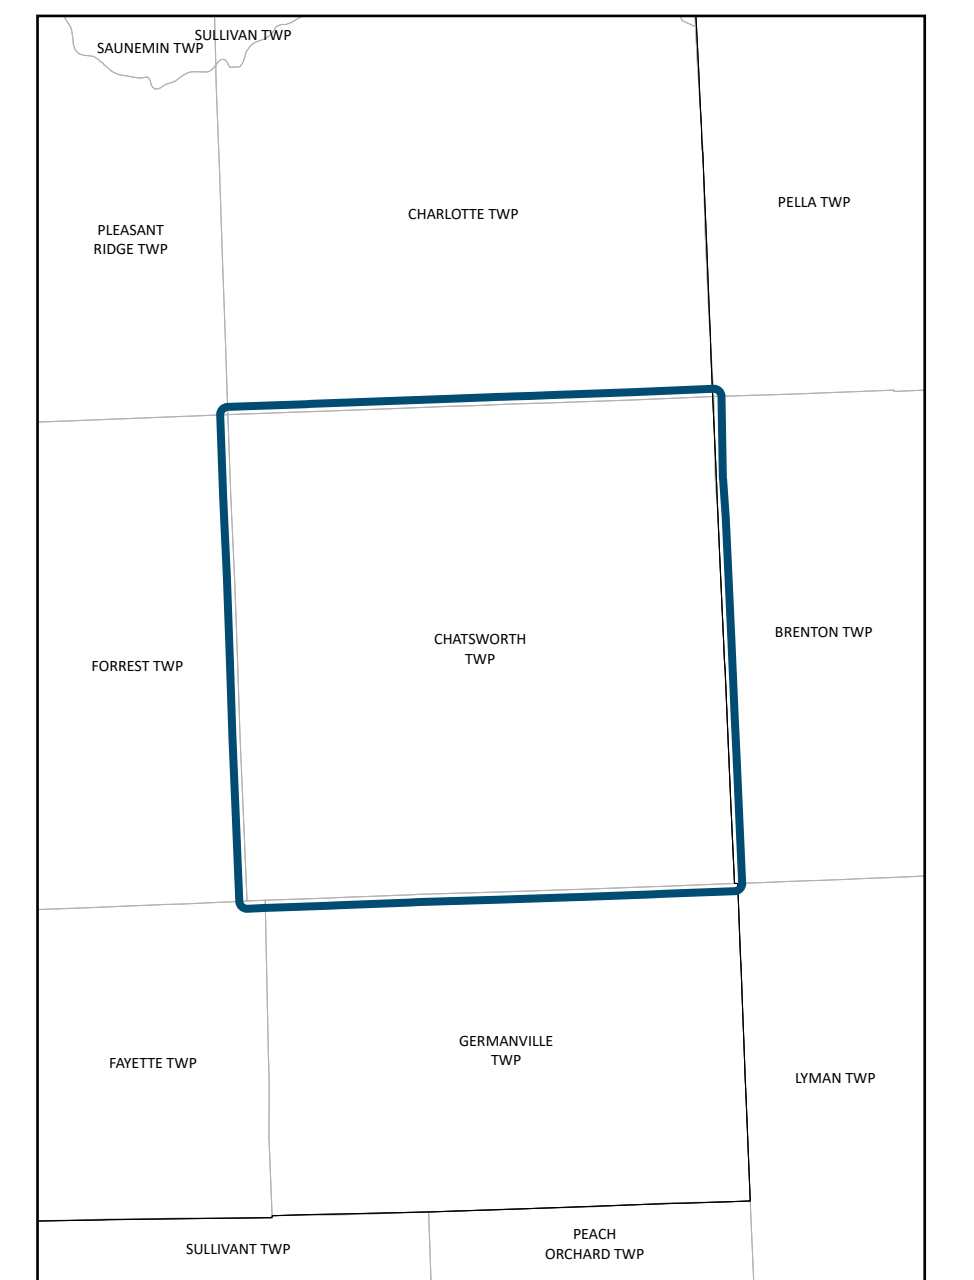 SULLIVAN TWP
SAUNEMIN TWP
PELLA TWP
CHARLOTTE TWP
PLEASANT
RIDGE TWP
BRENTON TWP
CHATSWORTH
TWP
FORREST TWP
GERMANVILLE
TWP
FAYETTE TWP
LYMAN TWP
PEACH
ORCHARD TWP
SULLIVANT TWP